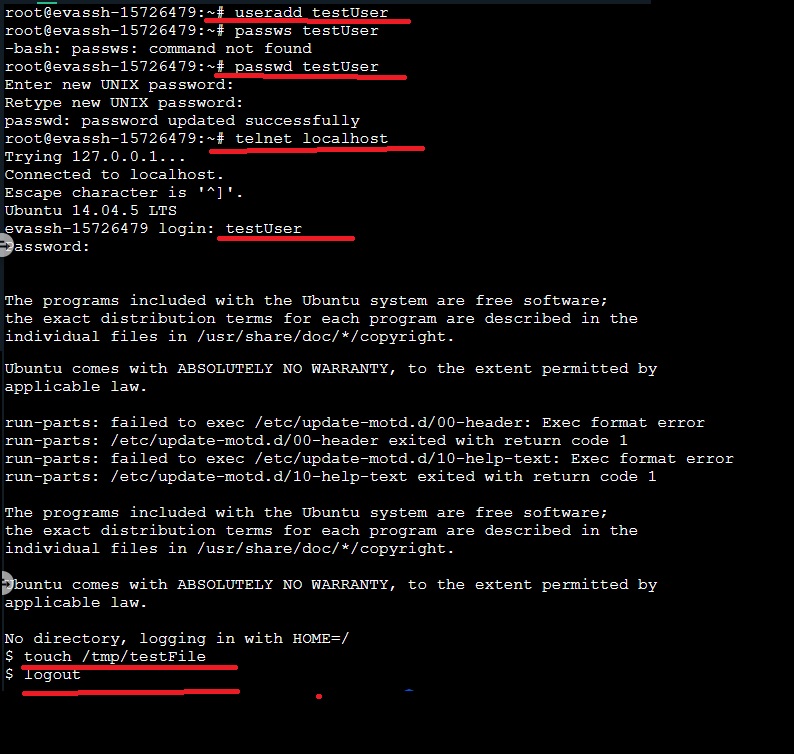 root@evassh-15726479:~# useradd testUser
root@evassh-15726479:~# passws testUser
-bash: passws: command not found
root@evassh-15726479:~# passwd testUser
Enter new UNIX password:
Retype new UNIX password:
passwd: password updated successfully
root@evassh-15726479:~# telnet localhost
Trying 127.0.0.1...
Connected to localhost.
Escape character is '^]'.
Ubuntu 14.04.5 LTS
evassh-15726479 login: testUser
Password:
The programs included with the Ubuntu system are free software;
the exact distribution terms for each program are described in the
individual files in /usr/share/doc/*/copyright.
Ubuntu comes with ABSOLUTELY NO WARRANTY, to the extent permitted by
applicable law.
run-parts: failed to exec /etc/update-motd.d/00-header: Exec format error
run-parts: /etc/update-motd.d/00-header exited with return code 1
run-parts: failed to exec /etc/update-motd.d/10-help-text: Exec format error
run-parts: /etc/update-motd.d/10-help-text exited with return code 1
The programs included with the Ubuntu system are free software;
the exact distribution terms for each program are described in the
individual files in /usr/share/doc/*/copyright.
Ubuntu comes with ABSOLUTELY NO WARRANTY, to the extent permitted by
applicable law.
No directory, logging in with HOME=/
$ touch /tmp/testFile
$ logout